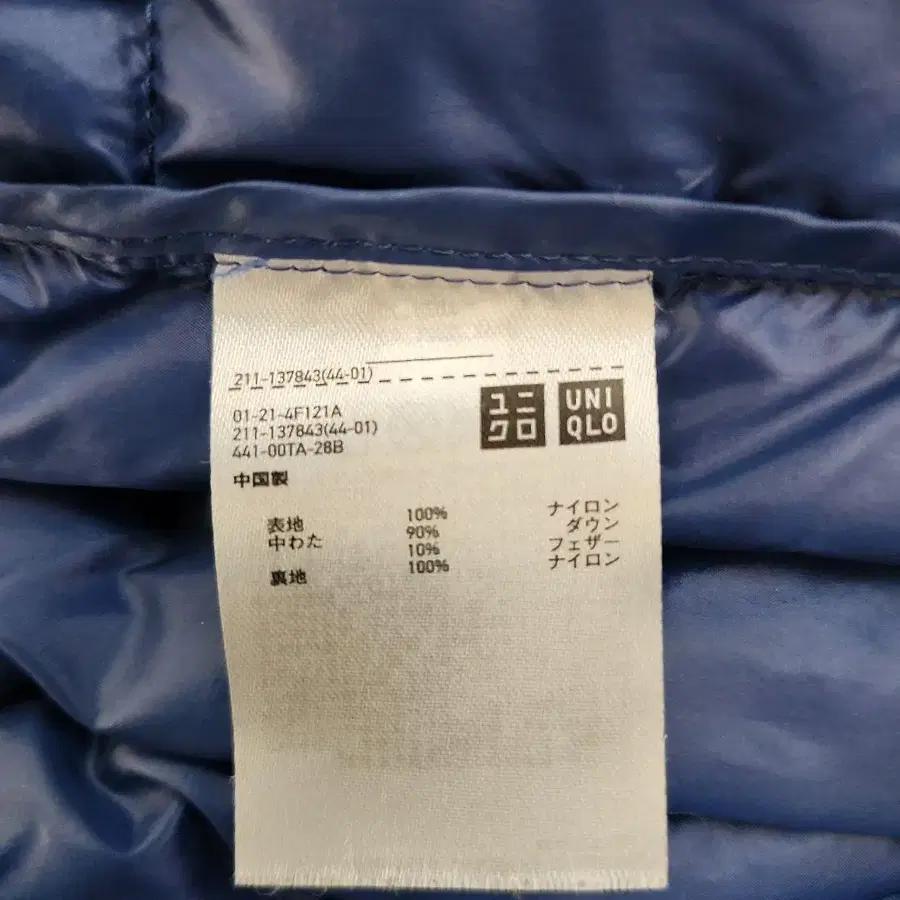 211-137843(44-01)
01-21-4F121A
211-137843(44-01)
441-00TA-28B
ユニ
クロ
UNI
QLO
中国製
表地 100% ナイロン
中わた 90% ダウン
10% フェザー
裏地 100% ナイロン